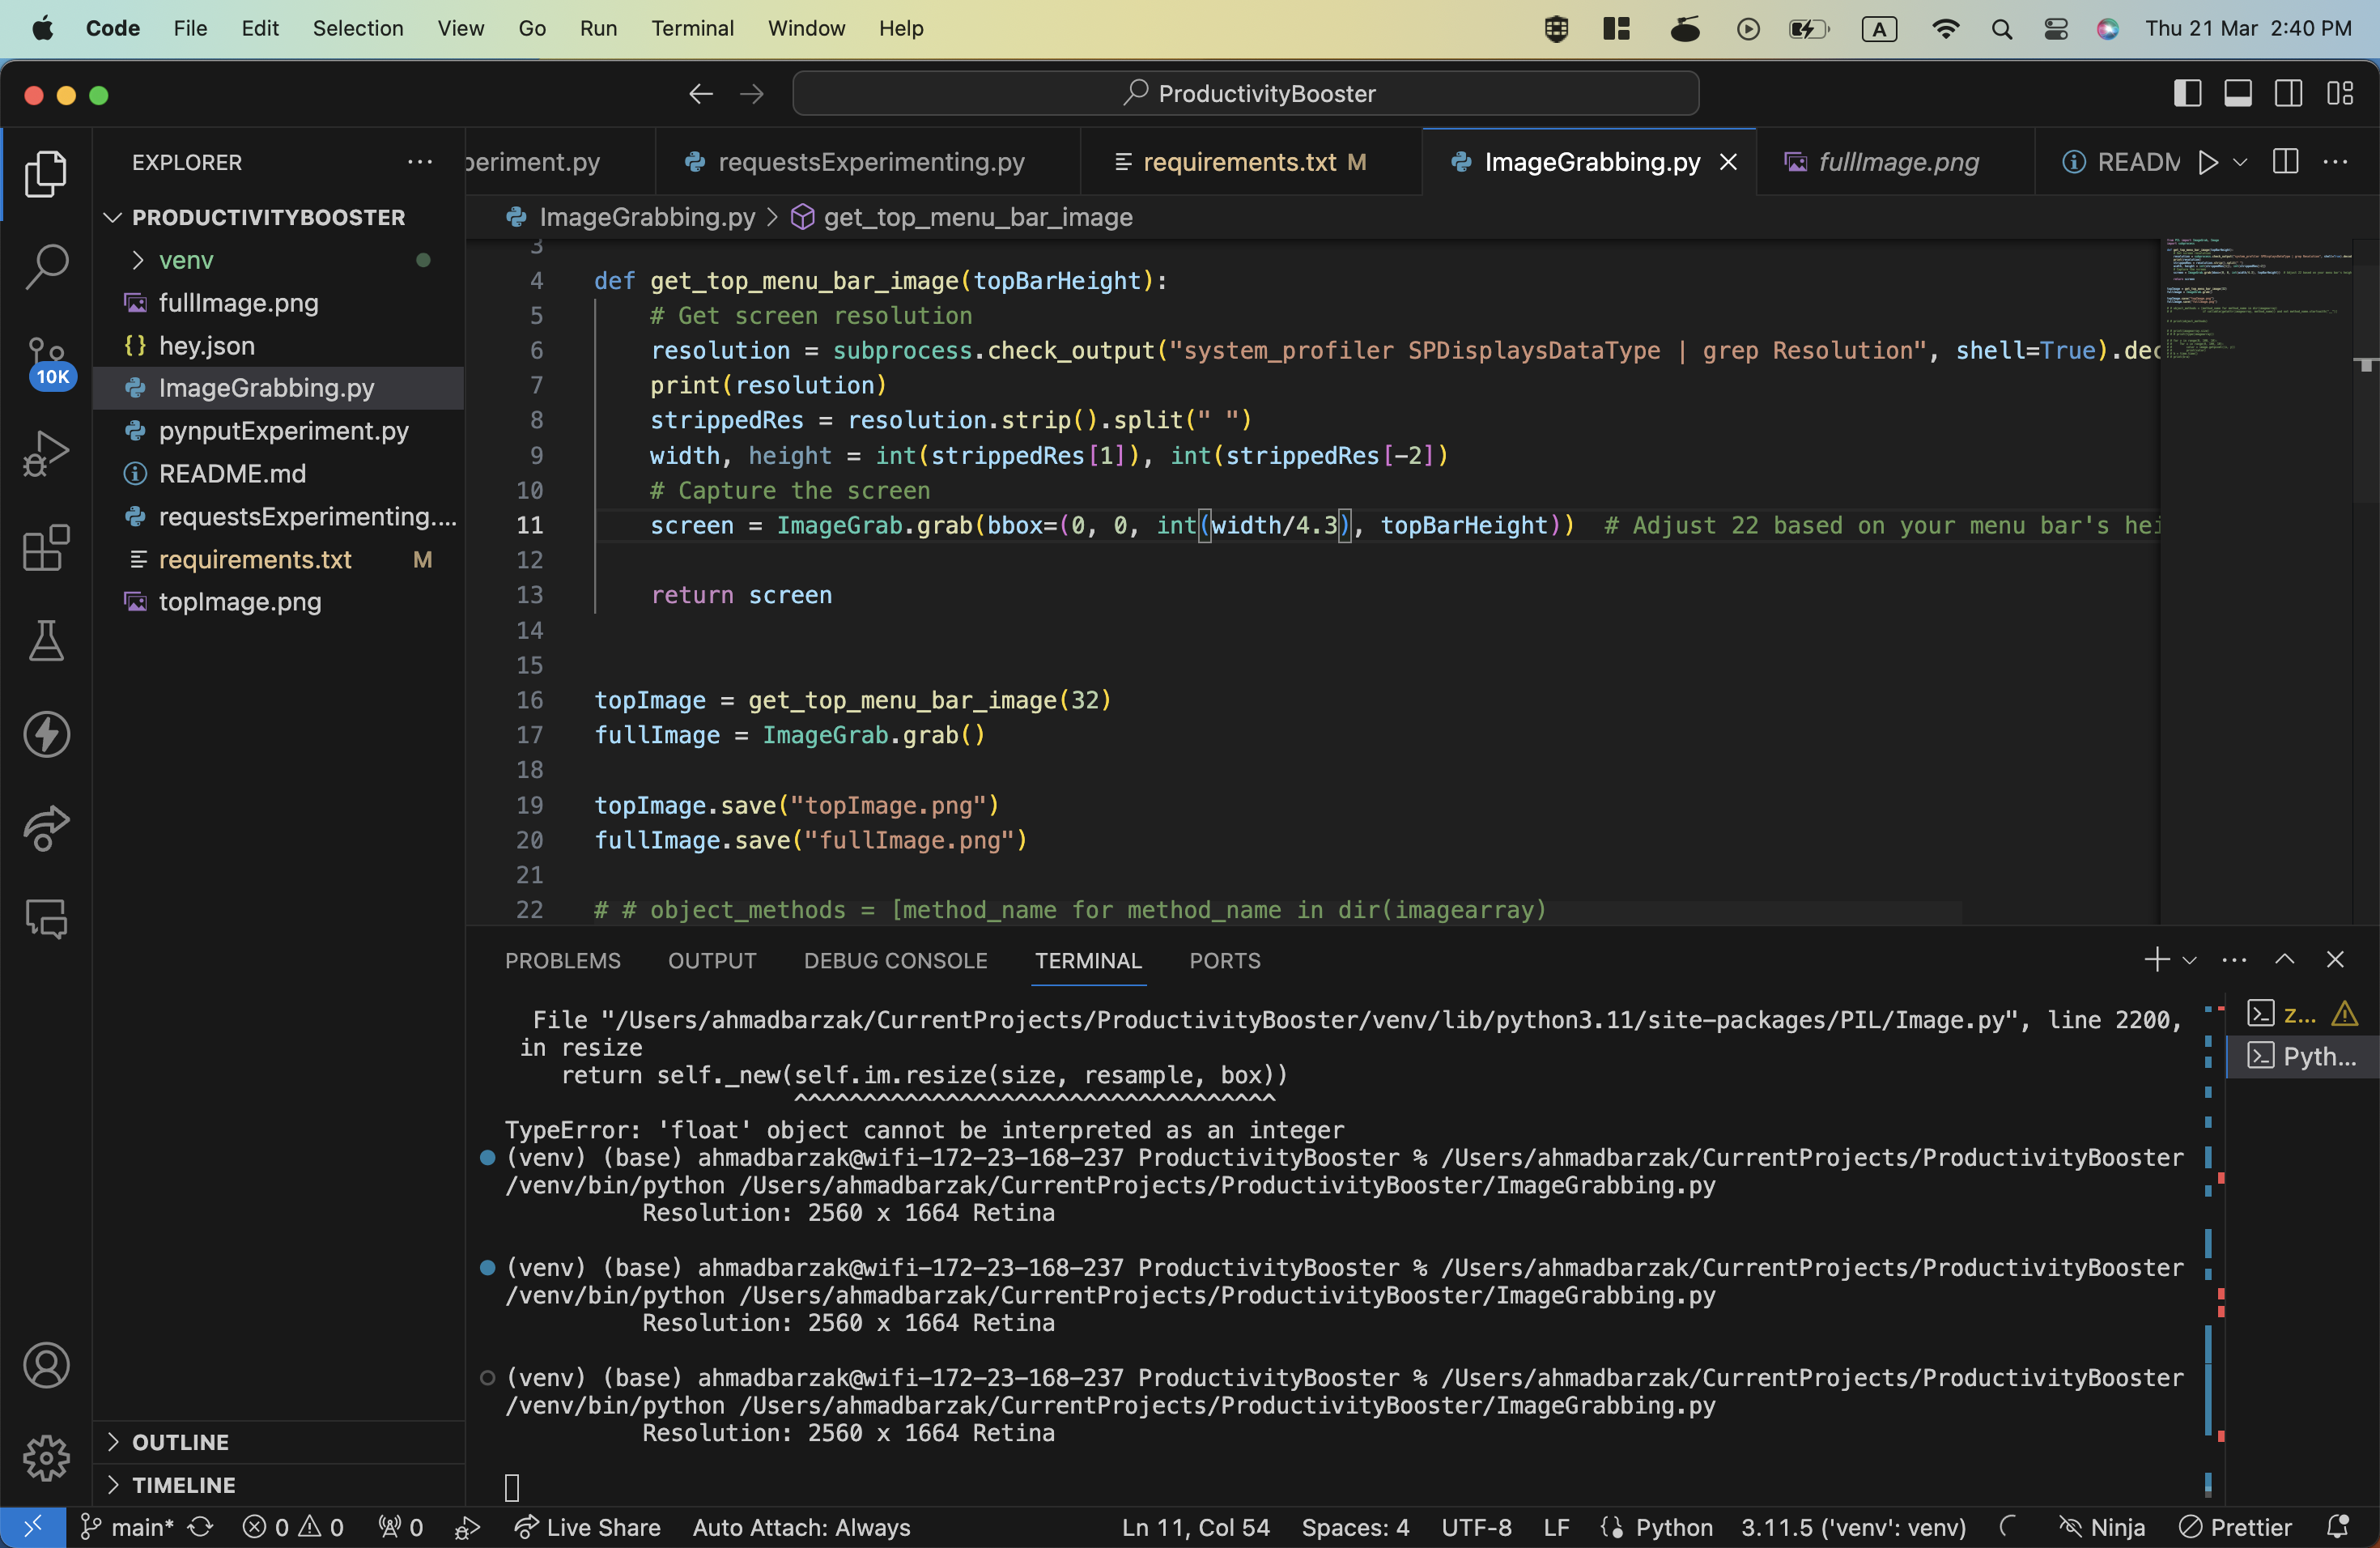 Code File Edit Selection View Go Run Terminal Window Help A Thu 21 Mar 2:40 PM
ProductivityBooster
EXPLORER
PRODUCTIVITYBOOSTER
venv
fullImage.png
hey.json
ImageGrabbing.py
pynputExperiment.py
README.md
requestsExperimenting....
requirements.txt M
topImage.png
10K
OUTLINE
TIMELINE
periment.py requestsExperimenting.py requirements.txt M ImageGrabbing.py fullImage.png READM
ImageGrabbing.py > get_top_menu_bar_image
3
4 def get_top_menu_bar_image(topBarHeight):
5 # Get screen resolution
6 resolution = subprocess.check_output("system_profiler SPDisplaysDataType | grep Resolution", shell=True).dec
7 print(resolution)
8 strippedRes = resolution.strip().split(" ")
9 width, height = int(strippedRes[1]), int(strippedRes[-2])
10 # Capture the screen
11 screen = ImageGrab.grab(bbox=(0, 0, int(width/4.3), topBarHeight)) # Adjust 22 based on your menu bar's hei
12
13 return screen
14
15
16 topImage = get_top_menu_bar_image(32)
17 fullImage = ImageGrab.grab()
18
19 topImage.save("topImage.png")
20 fullImage.save("fullImage.png")
21
22 # # object_methods = [method_name for method_name in dir(imagearray)
PROBLEMS OUTPUT DEBUG CONSOLE TERMINAL PORTS
File "/Users/ahmadbarzak/CurrentProjects/ProductivityBooster/venv/lib/python3.11/site-packages/PIL/Image.py", line 2200,
in resize
return self._new(self.im.resize(size, resample, box))
^^^^^^^^^^^^^^^^^^^^^^^^^^^^^^^^^^^
TypeError: 'float' object cannot be interpreted as an integer
(venv) (base) ahmadbarzak@wifi-172-23-168-237 ProductivityBooster % /Users/ahmadbarzak/CurrentProjects/ProductivityBooster
/venv/bin/python /Users/ahmadbarzak/CurrentProjects/ProductivityBooster/ImageGrabbing.py
Resolution: 2560 x 1664 Retina
(venv) (base) ahmadbarzak@wifi-172-23-168-237 ProductivityBooster % /Users/ahmadbarzak/CurrentProjects/ProductivityBooster
/venv/bin/python /Users/ahmadbarzak/CurrentProjects/ProductivityBooster/ImageGrabbing.py
Resolution: 2560 x 1664 Retina
(venv) (base) ahmadbarzak@wifi-172-23-168-237 ProductivityBooster % /Users/ahmadbarzak/CurrentProjects/ProductivityBooster
/venv/bin/python /Users/ahmadbarzak/CurrentProjects/ProductivityBooster/ImageGrabbing.py
Resolution: 2560 x 1664 Retina
z...
Pyth...
main* 0 0 0 Live Share Auto Attach: Always Ln 11, Col 54 Spaces: 4 UTF-8 LF Python 3.11.5 ('venv': venv) Ninja Prettier